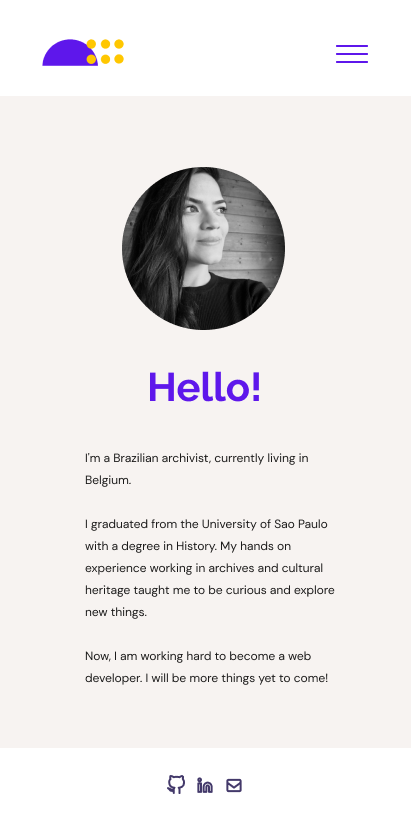 Hello!
I'm a Brazilian archivist, currently living in
Belgium.
I graduated from the University of Sao Paulo
with a degree in History. My hands on
experience working in archives and cultural
heritage taught me to be curious and explore
new things.
Now, I am working hard to become a web
developer. I will be more things yet to come!